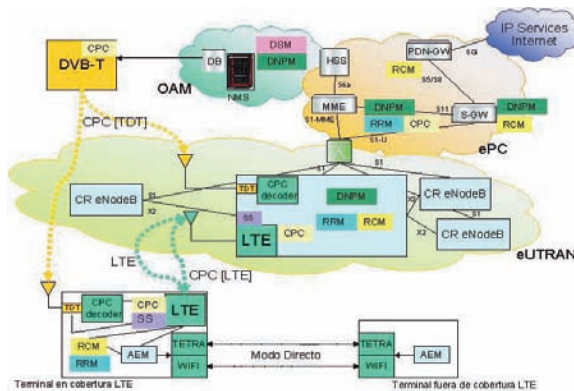 CPC
DVB-T
DB
NMS
OAM
DSM
DNPM
HSS
S6a
PDN-GW
RCM
S5/S8
SGi
IP Services
Internet
MME
DNPM
S11
S-GW
DNPM
RRM
CPC
RCM
S1-MME
S1-U
ePC
CPC [TDT]
S1
S1
CR eNodeB
S1
X2
TDT
CPC
decoder
DNPM
SS
LTE
CPC
RRM
RCM
X2
CR eNodeB
S1
CR eNodeB
eUTRAN
LTE
CPC [LTE]
TDT
CPC
decoder
CPC
SS
LTE
RCM
RRM
AEM
TETRA
WIFI
Modo Directo
TETRA
WIFI
AEM
Terminal en cobertura LTE
Terminal fuera de cobertura LTE